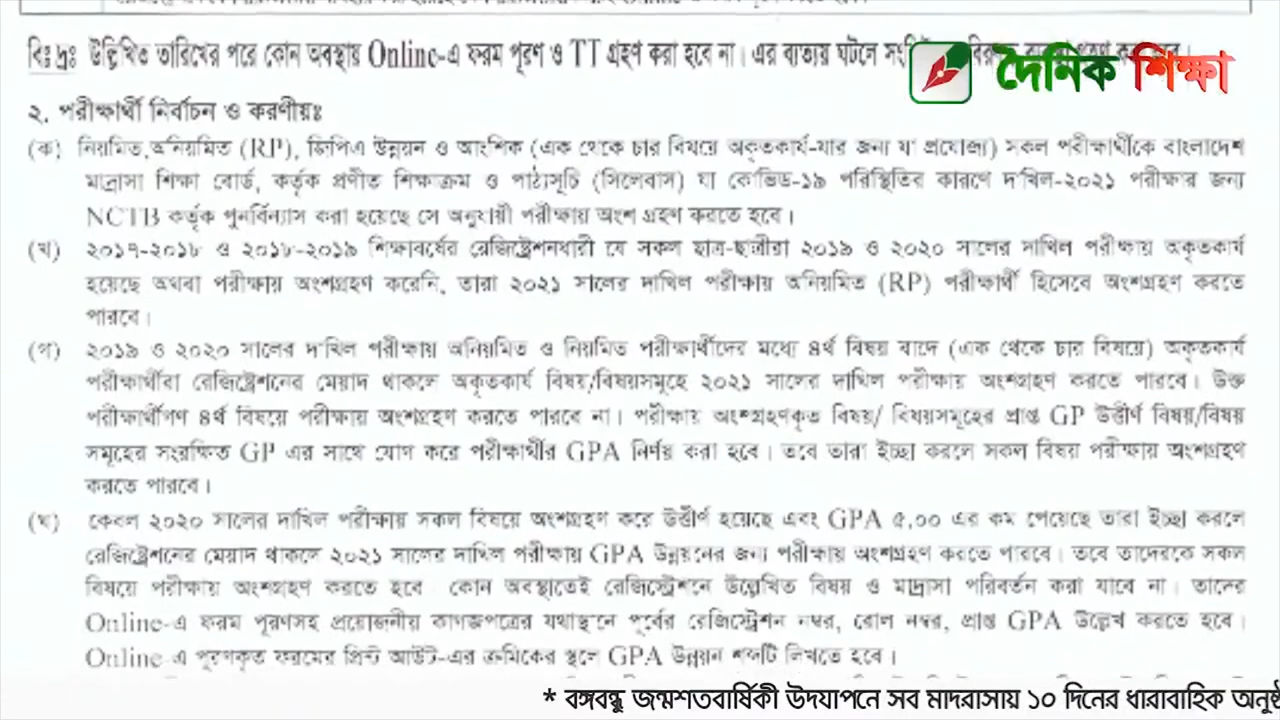 বিঃ দ্রঃ উল্লিখিত তারিখের পরে কোন অবস্থায় Online-এ ফরম পূরণ ও TT গ্রহণ করা হবে না। এর ব্যত্যয় ঘটলে
দৈনিক শিক্ষা
২. পরীক্ষার্থী নির্বাচন ও করণীয়ঃ
(ক) নিয়মিত,অনিয়মিত (RP), জিপিএ উন্নয়ন ও আংশিক (এক থেকে চার বিষয়ে অকৃতকার্য-যার জন্য যা প্রযোজ্য) সকল পরীক্ষার্থীকে বাংলাদেশ
মাদ্রাসা শিক্ষা বোর্ড, কর্তৃক প্রণীত শিক্ষাক্রম ও পাঠ্যসূচি (সিলেবাস) যা কোভিড-১৯ পরিস্থিতির কারণে দাখিল-২০২১ পরীক্ষার জন্য
NCTB কর্তৃক পুনর্বিন্যাস করা হয়েছে সে অনুযায়ী পরীক্ষায় অংশ গ্রহণ করতে হবে।
(খ) ২০১৭-২০১৮ ও ২০১৮-২০১৯ শিক্ষাবর্ষের রেজিষ্ট্রেশনধারী যে সকল ছাত্র-ছাত্রীরা ২০১৯ ও ২০২০ সালের দাখিল পরীক্ষায় অকৃতকার্য
হয়েছে অথবা পরীক্ষায় অংশগ্রহণ করেনি, তারা ২০২১ সালের দাখিল পরীক্ষায় অনিয়মিত (RP) পরীক্ষার্থী হিসেবে অংশগ্রহণ করতে
পারবে।
(গ) ২০১৯ ও ২০২০ সালের দাখিল পরীক্ষায় অনিয়মিত ও নিয়মিত পরীক্ষার্থীদের মধ্যে ৪র্থ বিষয় বাদে (এক থেকে চার বিষয়ে) অকৃতকার্য
পরীক্ষার্থীরা রেজিষ্ট্রেশনের মেয়াদ থাকলে অকৃতকার্য বিষয়/বিষয়সমূহে ২০২১ সালের দাখিল পরীক্ষায় অংশগ্রহণ করতে পারবে। উক্ত
পরীক্ষার্থীগণ ৪র্থ বিষয়ে পরীক্ষায় অংশগ্রহণ করতে পারবে না। পরীক্ষায় অংশগ্রহণকৃত বিষয়/ বিষয়সমূহের প্রাপ্ত GP উত্তীর্ণ বিষয়/বিষয়
সমূহের সংরক্ষিত GP এর সাথে যোগ করে পরীক্ষার্থীর GPA নির্ণয় করা হবে। তবে তারা ইচ্ছা করলে সকল বিষয় পরীক্ষায় অংশগ্রহণ
করতে পারবে।
(ঘ) কেবল ২০২০ সালের দাখিল পরীক্ষায় সকল বিষয়ে অংশগ্রহণ করে উত্তীর্ণ হয়েছে এবং GPA ৫.০০ এর কম পেয়েছে তারা ইচ্ছা করলে
রেজিষ্ট্রেশনের মেয়াদ থাকলে ২০২১ সালের দাখিল পরীক্ষায় GPA উন্নয়নের জন্য পরীক্ষায় অংশগ্রহণ করতে পারবে। তবে তাদেরকে সকল
বিষয়ে পরীক্ষায় অংশগ্রহণ করতে হবে। কোন অবস্থাতেই রেজিস্ট্রেশনে উল্লেখিত বিষয় ও মাদ্রাসা পরিবর্তন করা যাবে না। তাদের
Online-এ ফরম পূরণসহ প্রয়োজনীয় কাগজপত্রের যথাস্থানে পূর্বের রেজিস্ট্রেশন নম্বর, রোল নম্বর, প্রাপ্ত GPA উল্লেখ করতে হবে।
Online-এ পূরণকৃত ফরমের প্রিন্ট আউট-এর ক্রমিকের স্থলে GPA উন্নয়ন শব্দটি লিখতে হবে।
* বঙ্গবন্ধু জন্মশতবার্ষিকী উদযাপনে সব মাদরাসায় ১০ দিনের ধারাবাহিক